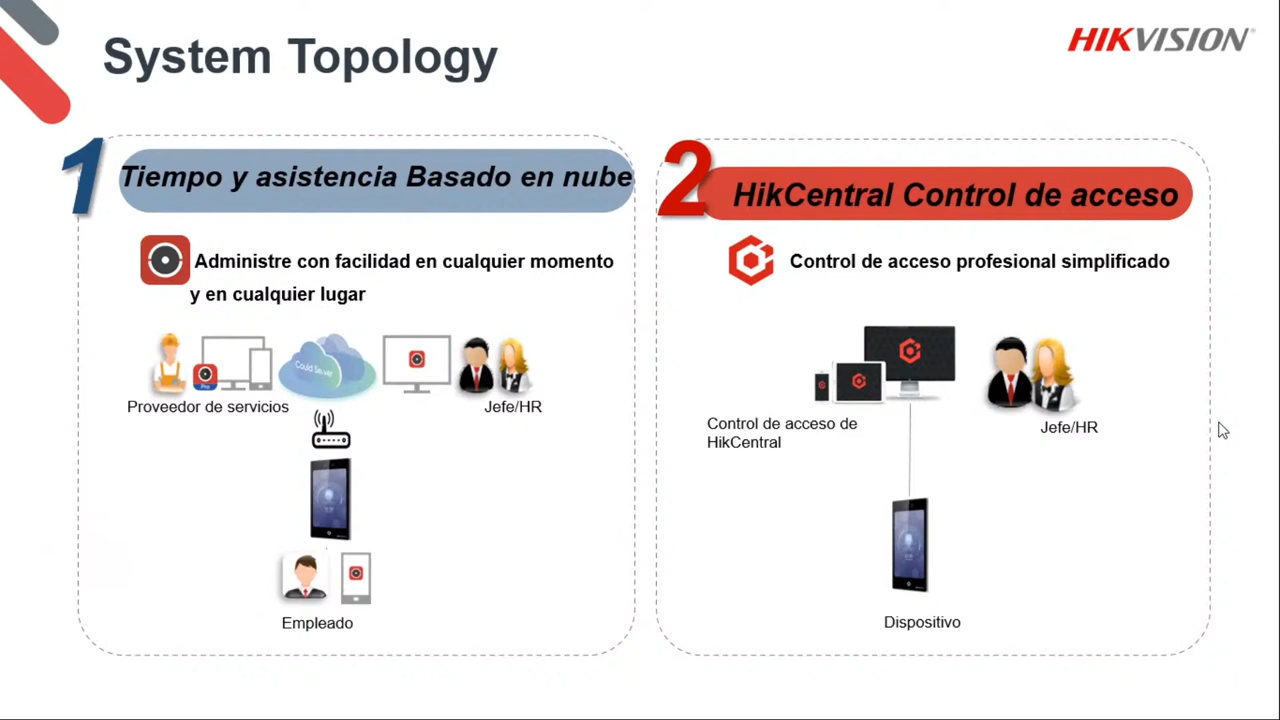 System Topology
HIKVISION
1
Tiempo y asistencia Basado en nube
Administre con facilidad en cualquier momento
y en cualquier lugar
Pro
Could Server
Proveedor de servicios
Jefe/HR
Empleado
2
HikCentral Control de acceso
Control de acceso profesional simplificado
Control de acceso de
HikCentral
Jefe/HR
Dispositivo